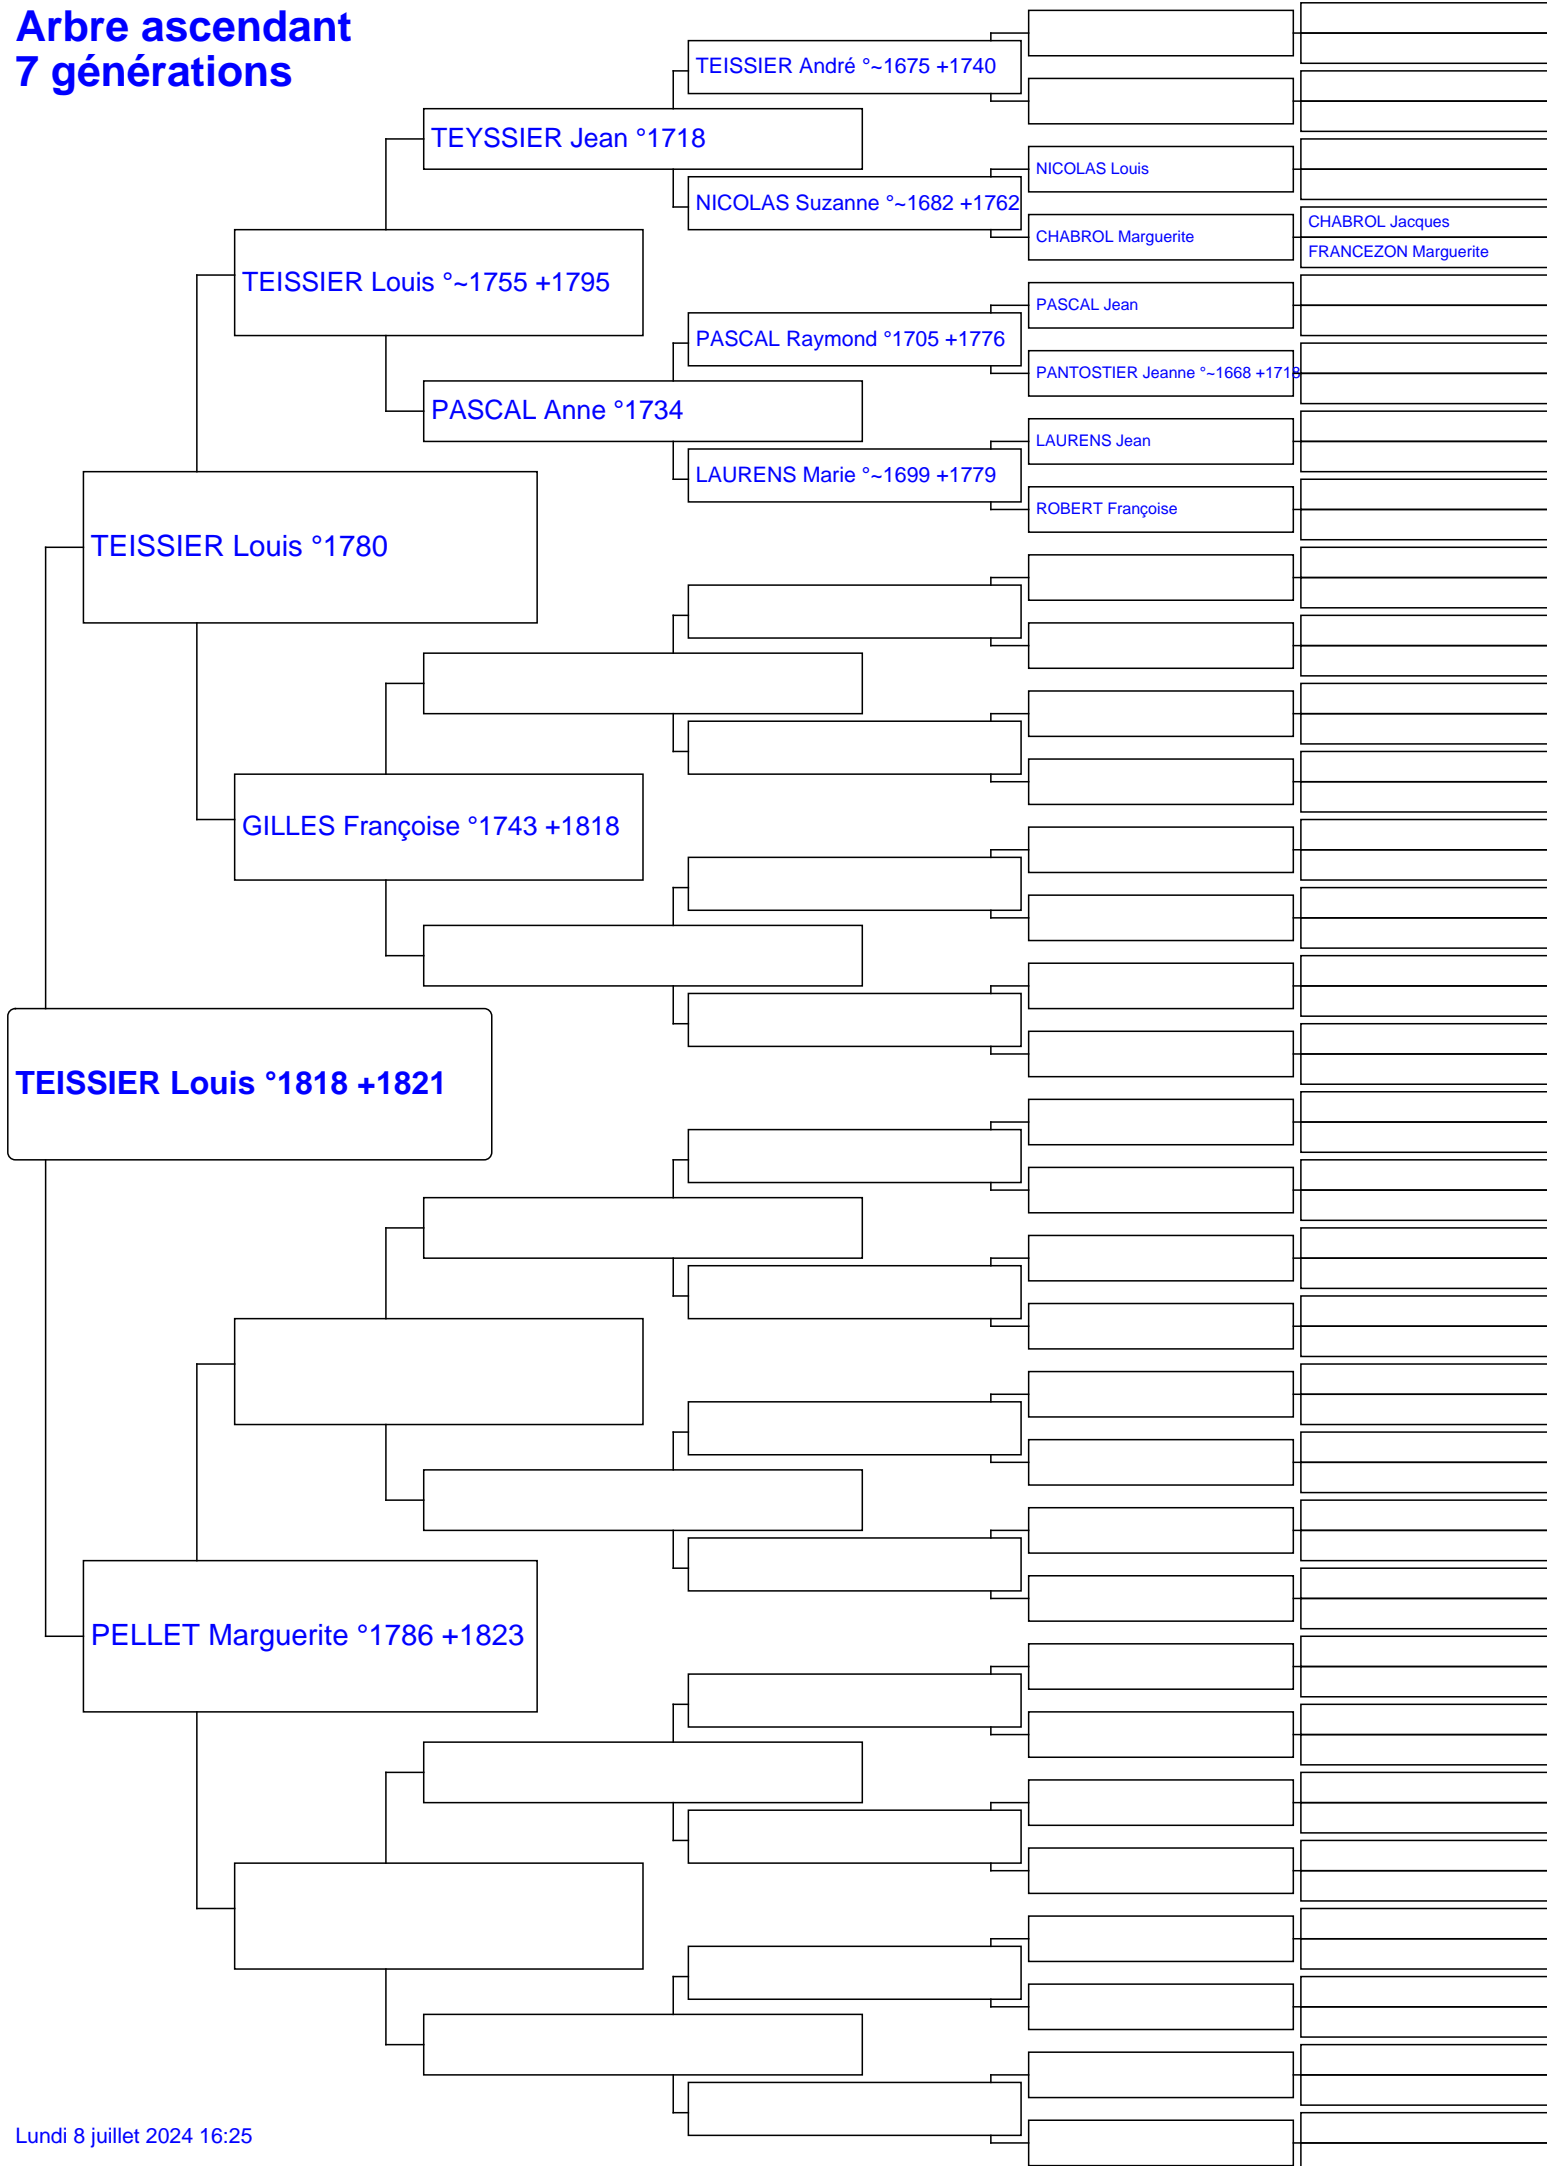 Arbre ascendant
7 générations
TEISSIER André °~1675 +1740
TEYSSIER Jean °1718
NICOLAS Louis
NICOLAS Suzanne °~1682 +1762
CHABROL Jacques
CHABROL Marguerite
FRANCEZON Marguerite
TEISSIER Louis °~1755 +1795
PASCAL Jean
PASCAL Raymond °1705 +1776
PANTOSTIER Jeanne °~1668 +1718
PASCAL Anne °1734
LAURENS Jean
LAURENS Marie °~1699 +1779
ROBERT Françoise
TEISSIER Louis °1780
GILLES Françoise °1743 +1818
TEISSIER Louis °1818 +1821
PELLET Marguerite °1786 +1823
Lundi 8 juillet 2024 16:25